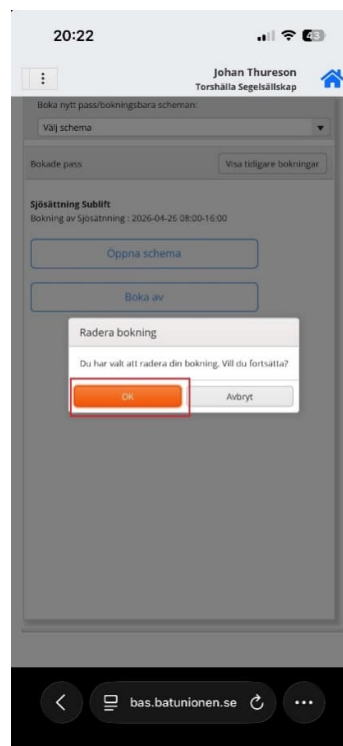 20:22
43
Johan Thureson
Torshälla Segelsällskap
Boka nytt pass/bokningsbara scheman:
Välj schema
Bokade pass
Visa tidigare bokningar
Sjösättning Sublift
Bokning av Sjösättnning : 2026-04-26 08:00-16:00
Öppna schema
Boka av
Radera bokning
Du har valt att radera din bokning. Vill du fortsätta?
OK
Avbryt
bas.batunionen.se